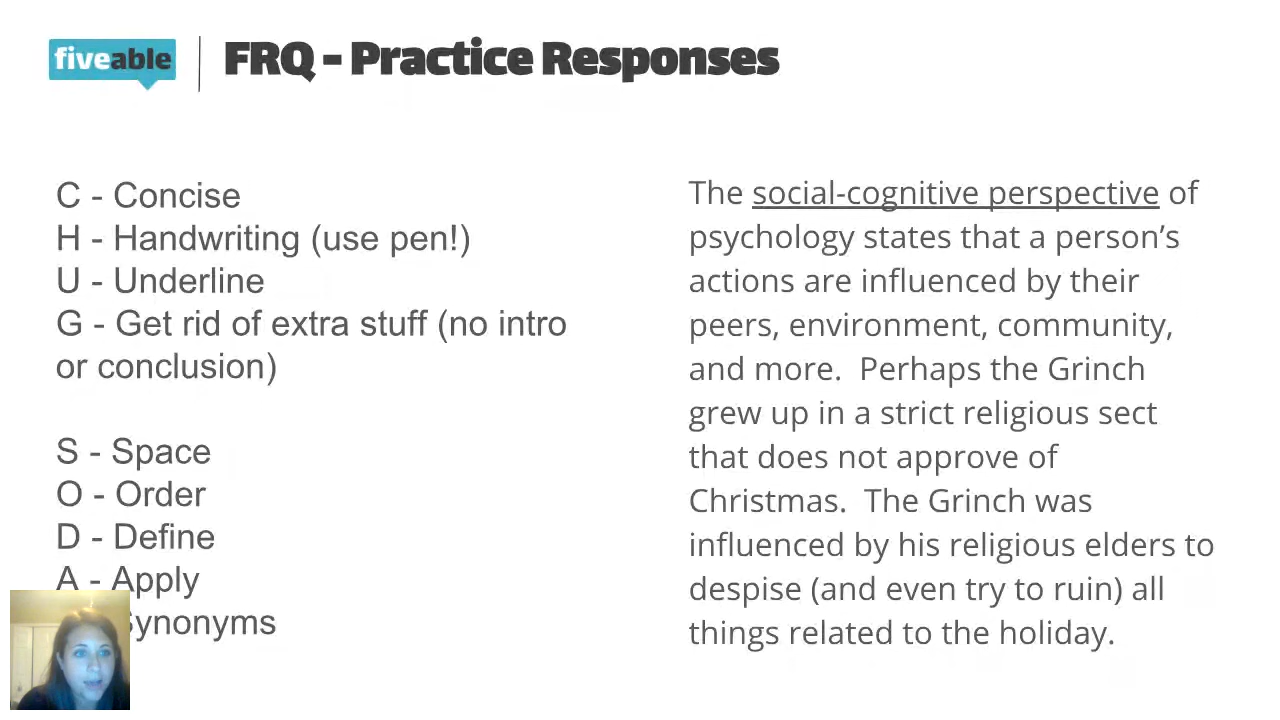 fiveable
FRQ - Practice Responses
C - Concise
H - Handwriting (use pen!)
U - Underline
G - Get rid of extra stuff (no intro
or conclusion)
S - Space
O - Order
D - Define
A - Apply
Synonyms
The social-cognitive perspective of
psychology states that a person's
actions are influenced by their
peers, environment, community,
and more.  Perhaps the Grinch
grew up in a strict religious sect
that does not approve of
Christmas.  The Grinch was
influenced by his religious elders to
despise (and even try to ruin) all
things related to the holiday.